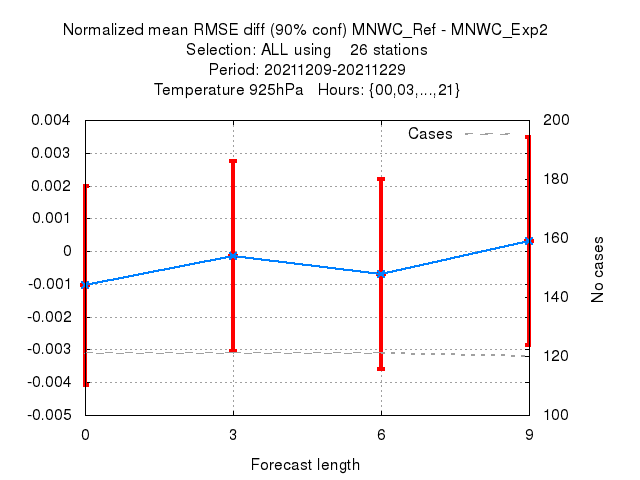 Normalized mean RMSE diff (90% conf) MNWC_Ref - MNWC_Exp2
Selection: ALL using    26 stations
Period: 20211209-20211229
Temperature 925hPa   Hours: {00,03,...,21}
Cases
0.004
0.003
0.002
0.001
0
-0.001
-0.002
-0.003
-0.004
-0.005
200
180
160
140
120
100
No cases
0 3 6 9
Forecast length